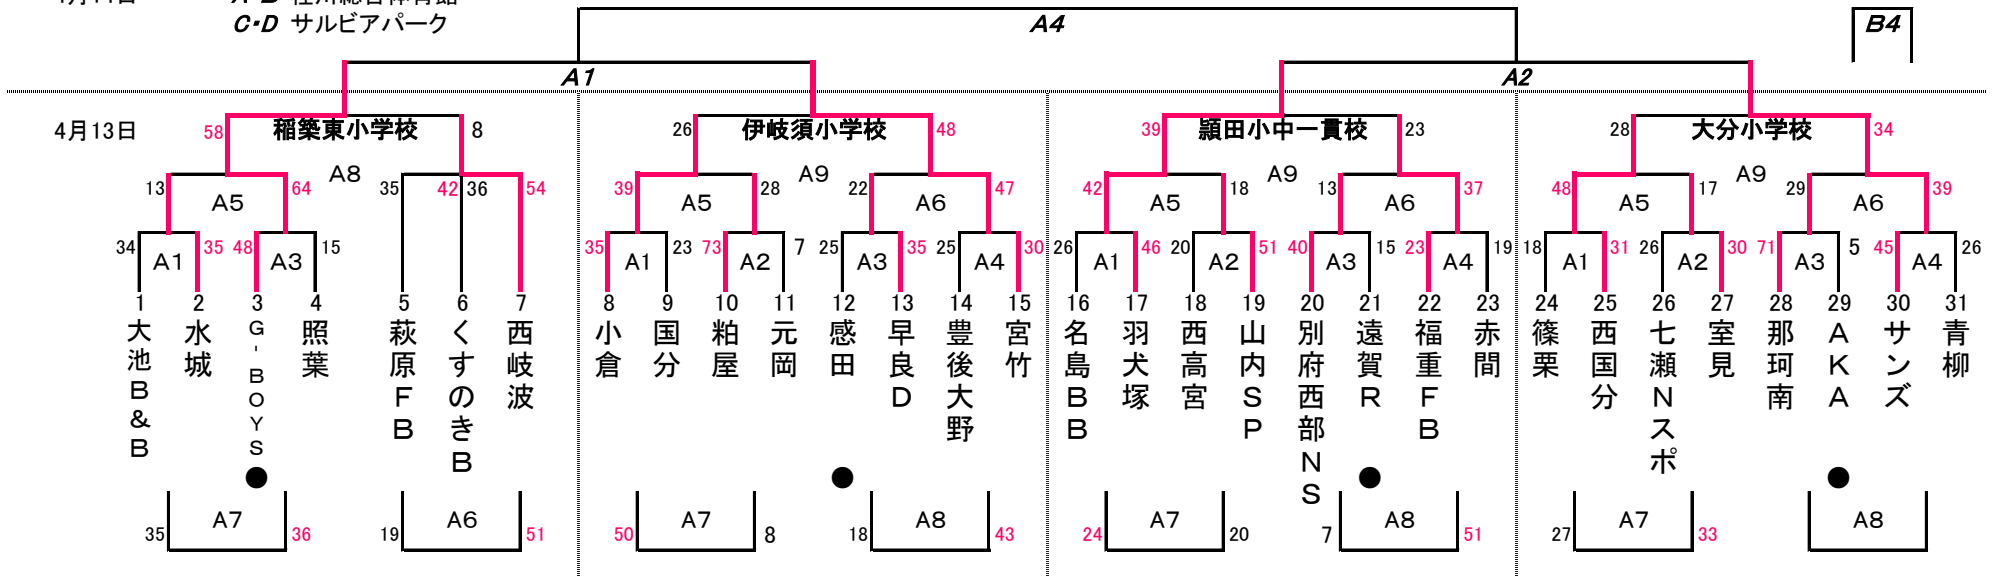 C・D サルビアパーク
A4
B4
A1
A2
4月13日
58 稲築東小学校 8
26 伊岐須小学校 48
39 頴田小中一貫校 23
28 大分小学校 34
A8
A9
A9
A9
13 64 35 42 36 54 39 28 22 47 42 18 13 37 48 17 29 39
A5 A5 A6 A5 A6 A5 A6
34 35 48 15 35 23 73 7 25 35 25 30 26 46 20 51 40 15 23 19 18 31 26 30 71 5 45 26
A1 A3 A1 A2 A3 A4 A1 A2 A3 A4 A1 A2 A3 A4
1 2 3 4 5 6 7 8 9 10 11 12 13 14 15 16 17 18 19 20 21 22 23 24 25 26 27 28 29 30 31
大池B&B
水城
G-BOYS
照葉
萩原FB
くすのきB
西岐波
小倉
国分
粕屋
元岡
感田
早良D
豊後大野
宮竹
名島BB
羽犬塚
西高宮
山内SP
別府西部NS
遠賀R
福重FB
赤間
篠栗
西国分
七瀬Nスポ
室見
那珂南
AKA
サンズ
青柳
● ● ● ●
35 A7 36
19 A6 51
50 A7 8
18 A8 43
24 A7 20
7 A8 51
27 A7 33
A8